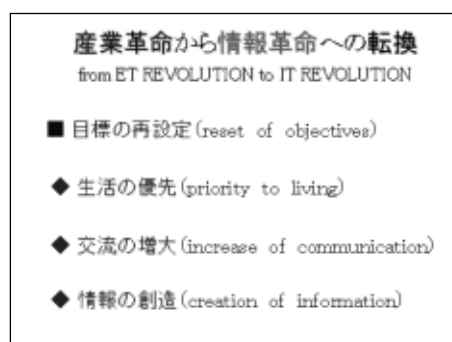 産業革命から情報革命への転換
from ET REVOLUTION to IT REVOLUTION
■ 目標の再設定(reset of objectives)
◆ 生活の優先(priority to living)
◆ 交流の増大(increase of communication)
◆ 情報の創造(creation of information)